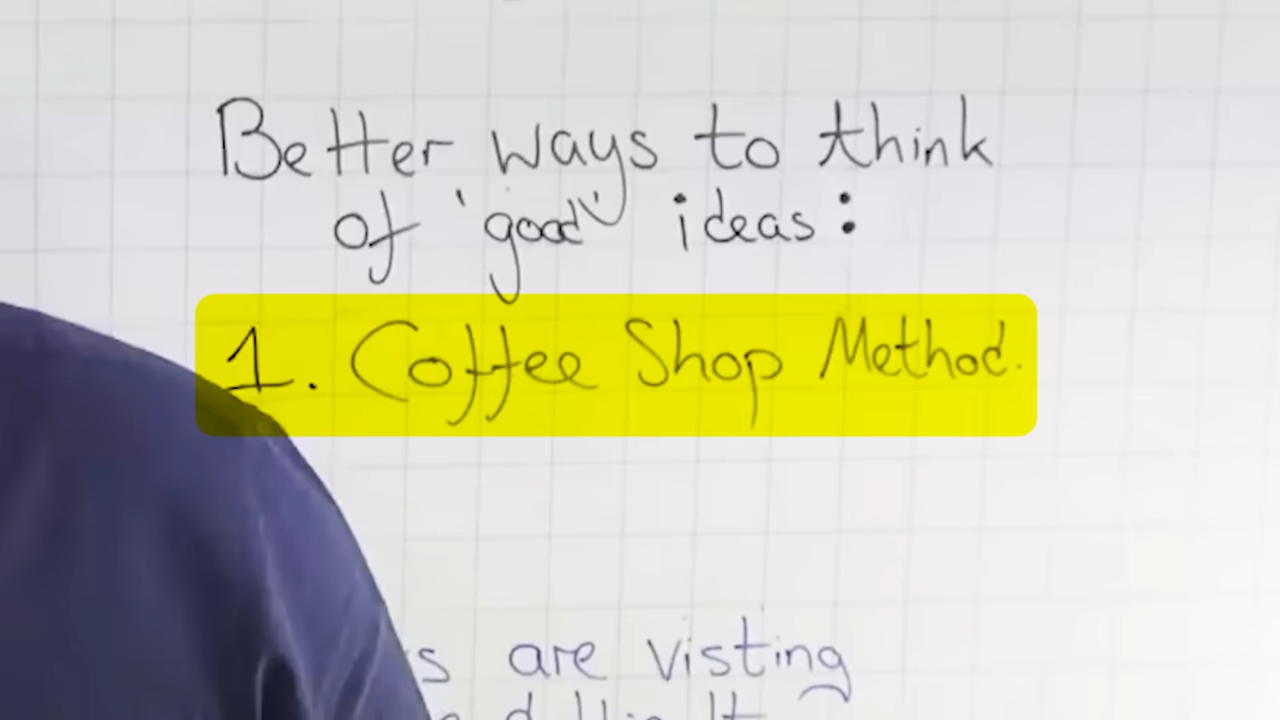 Better ways to think
of 'good' ideas:
1. Coffee Shop Method.
are visting